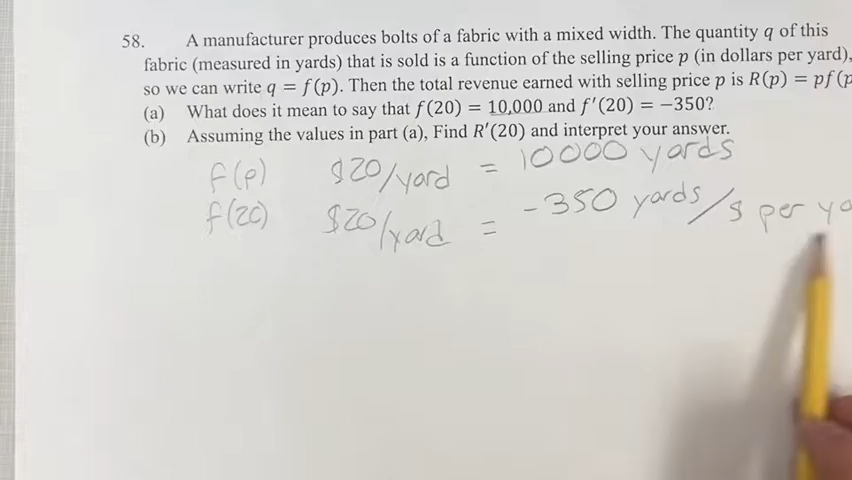 58. A manufacturer produces bolts of a fabric with a mixed width. The quantity q of this
fabric (measured in yards) that is sold is a function of the selling price p (in dollars per yard),
so we can write q = f(p). Then the total revenue earned with selling price p is R(p) = pf(p
(a) What does it mean to say that f(20) = 10,000 and f′(20) = −350?
(b) Assuming the values in part (a), Find R′(20) and interpret your answer.
f(p) $20/yard = 10000 yards
f(20) $20/yard = -350 yards/$ per ya